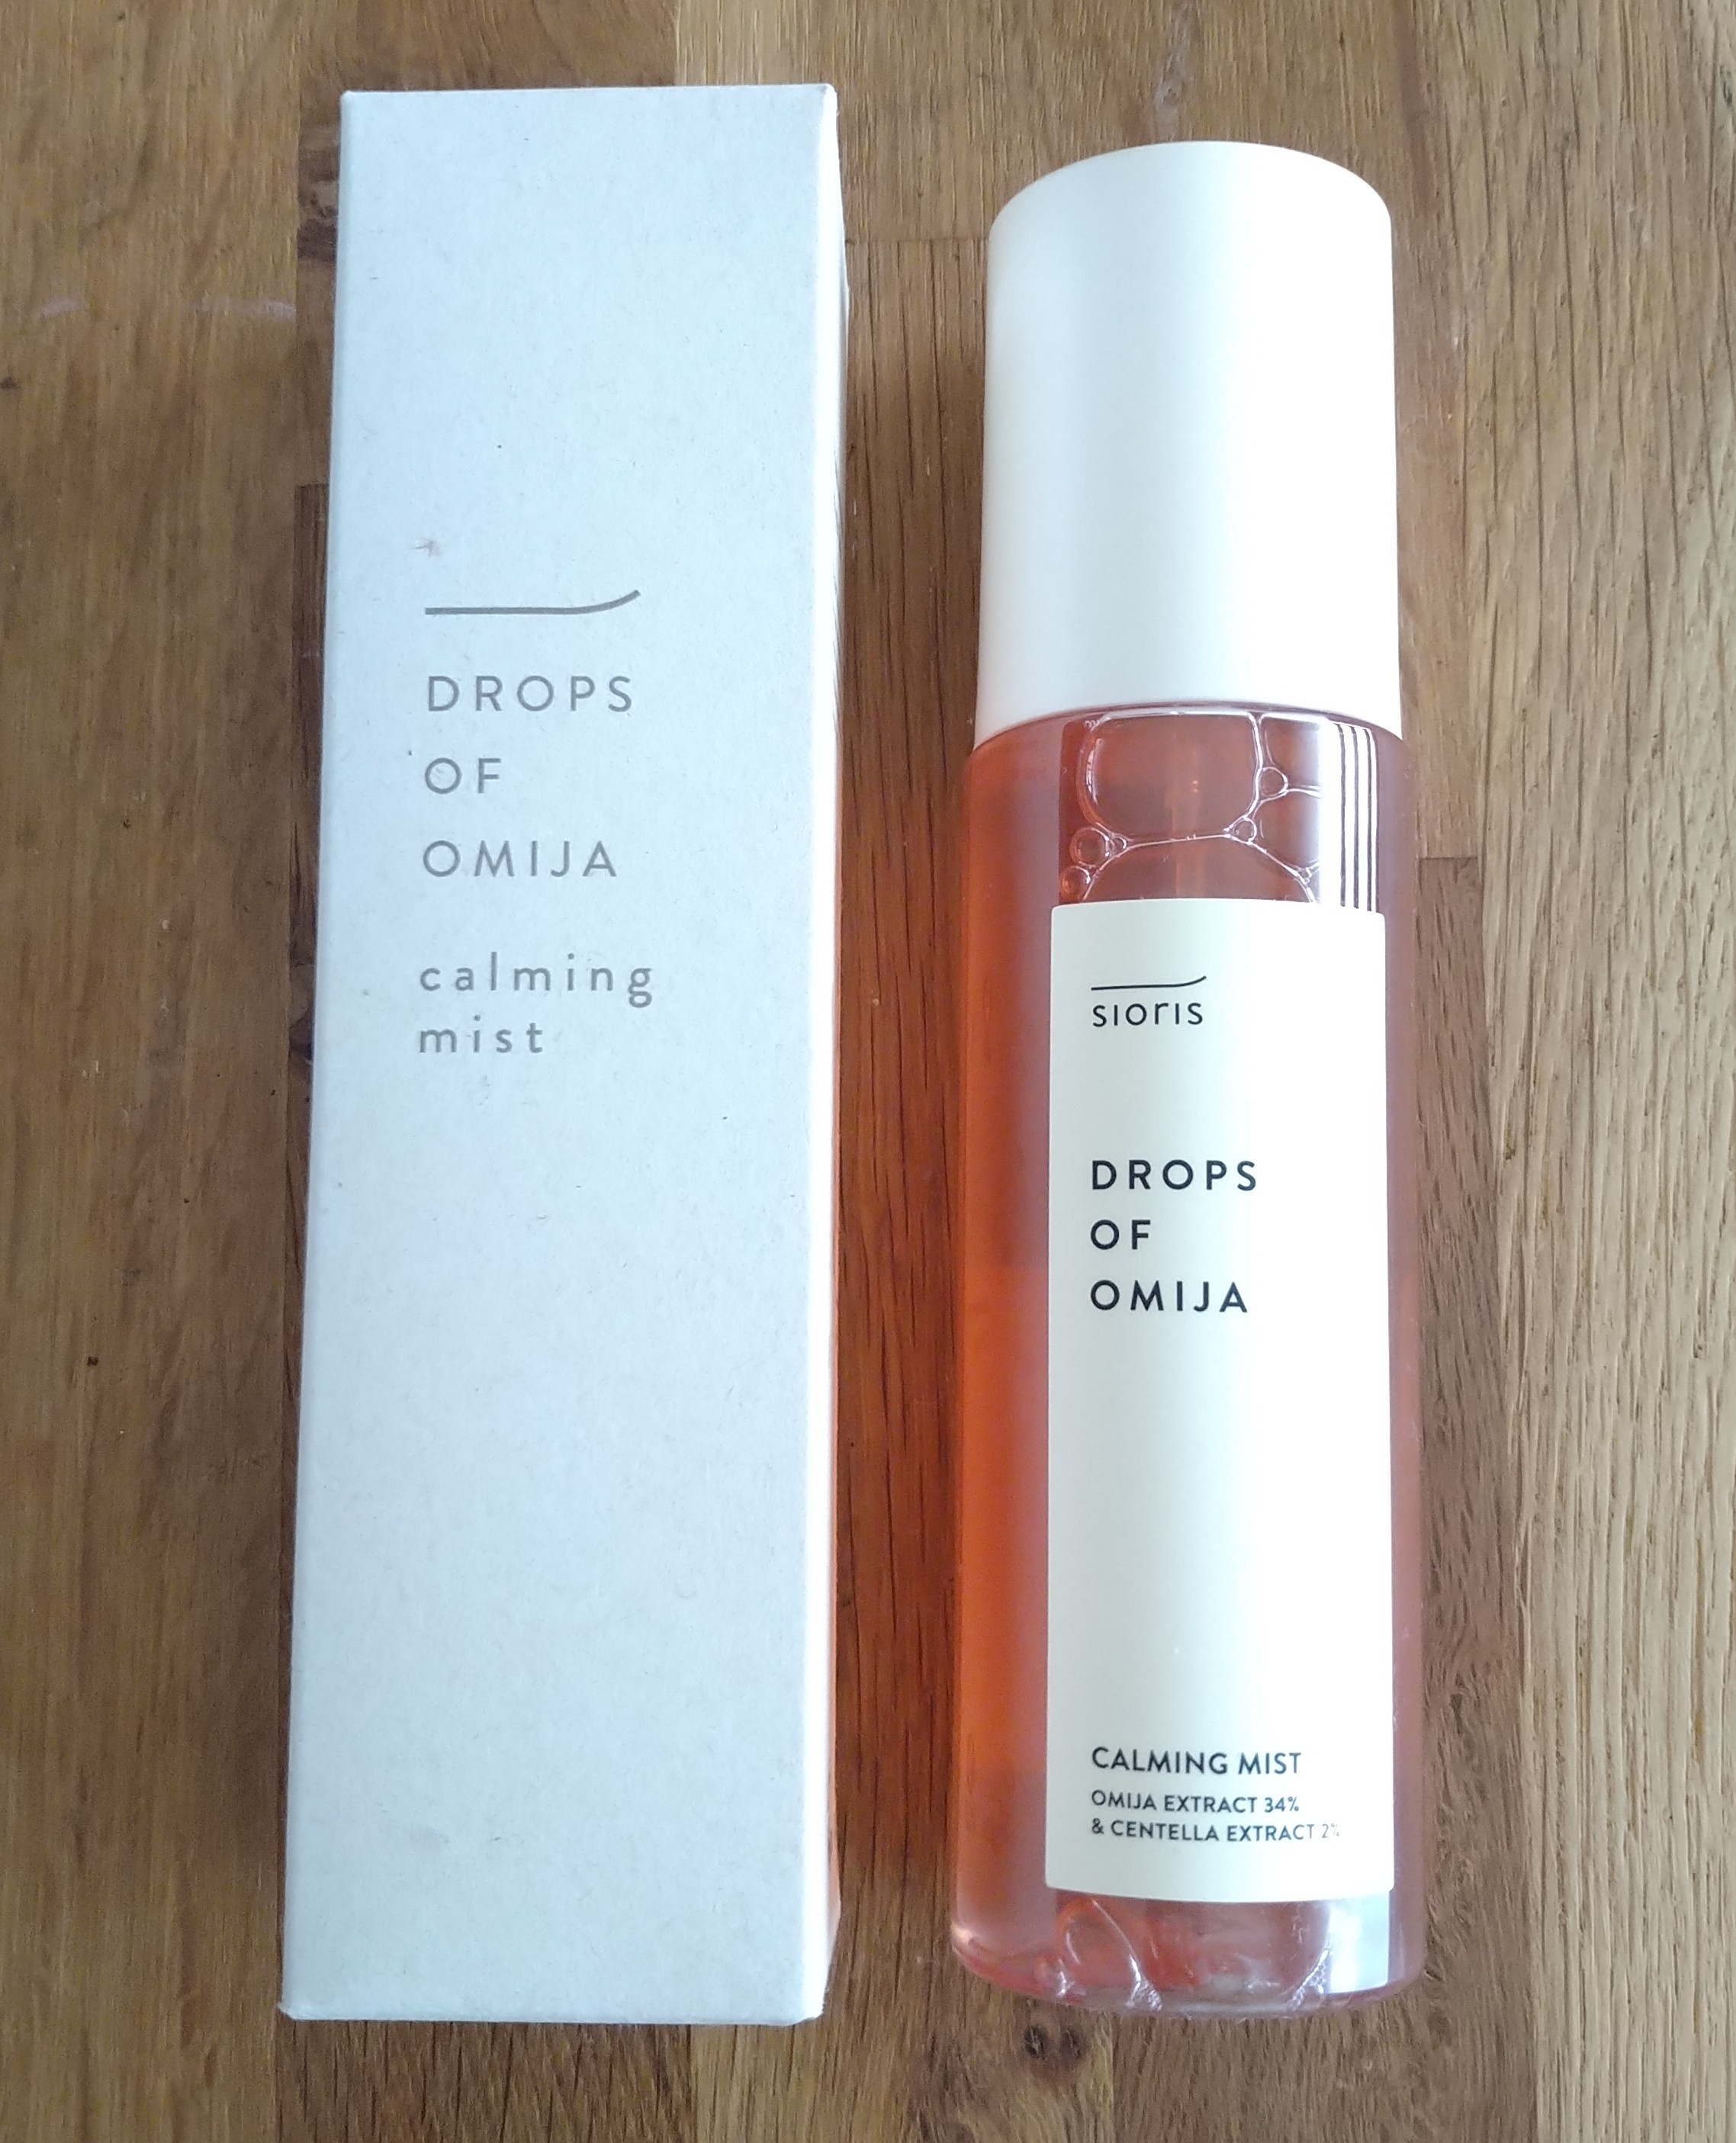 DROPS
OF
OMIJA
calming
mist
sioris
DROPS
OF
OMIJA
CALMING MIST
OMIJA EXTRACT 34%
& CENTELLA EXTRACT 2%